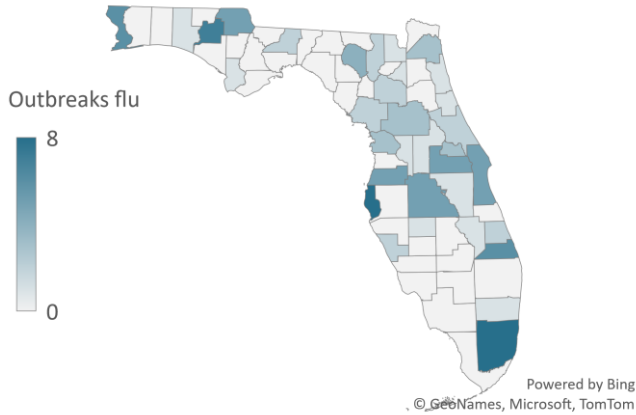 Outbreaks flu
8
0
Powered by Bing
© GeoNames, Microsoft, TomTom